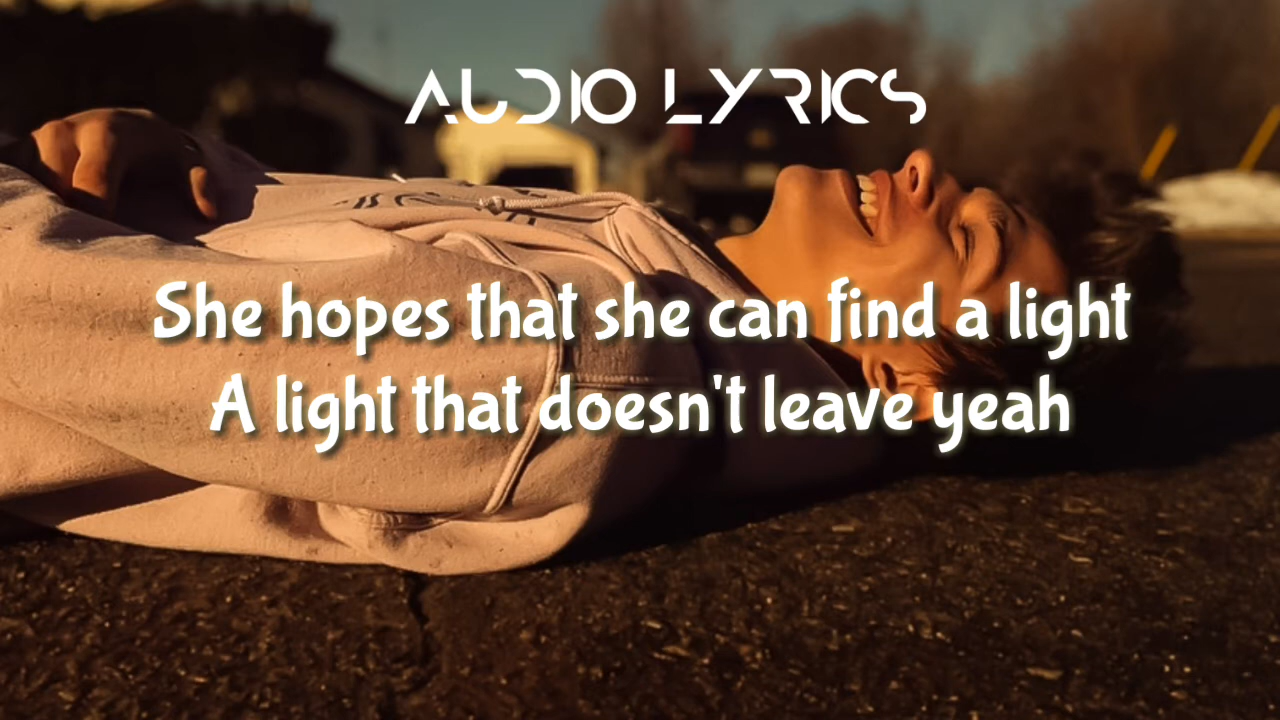 AUDIO LYRICS
She hopes that she can find a light
A light that doesn't leave yeah